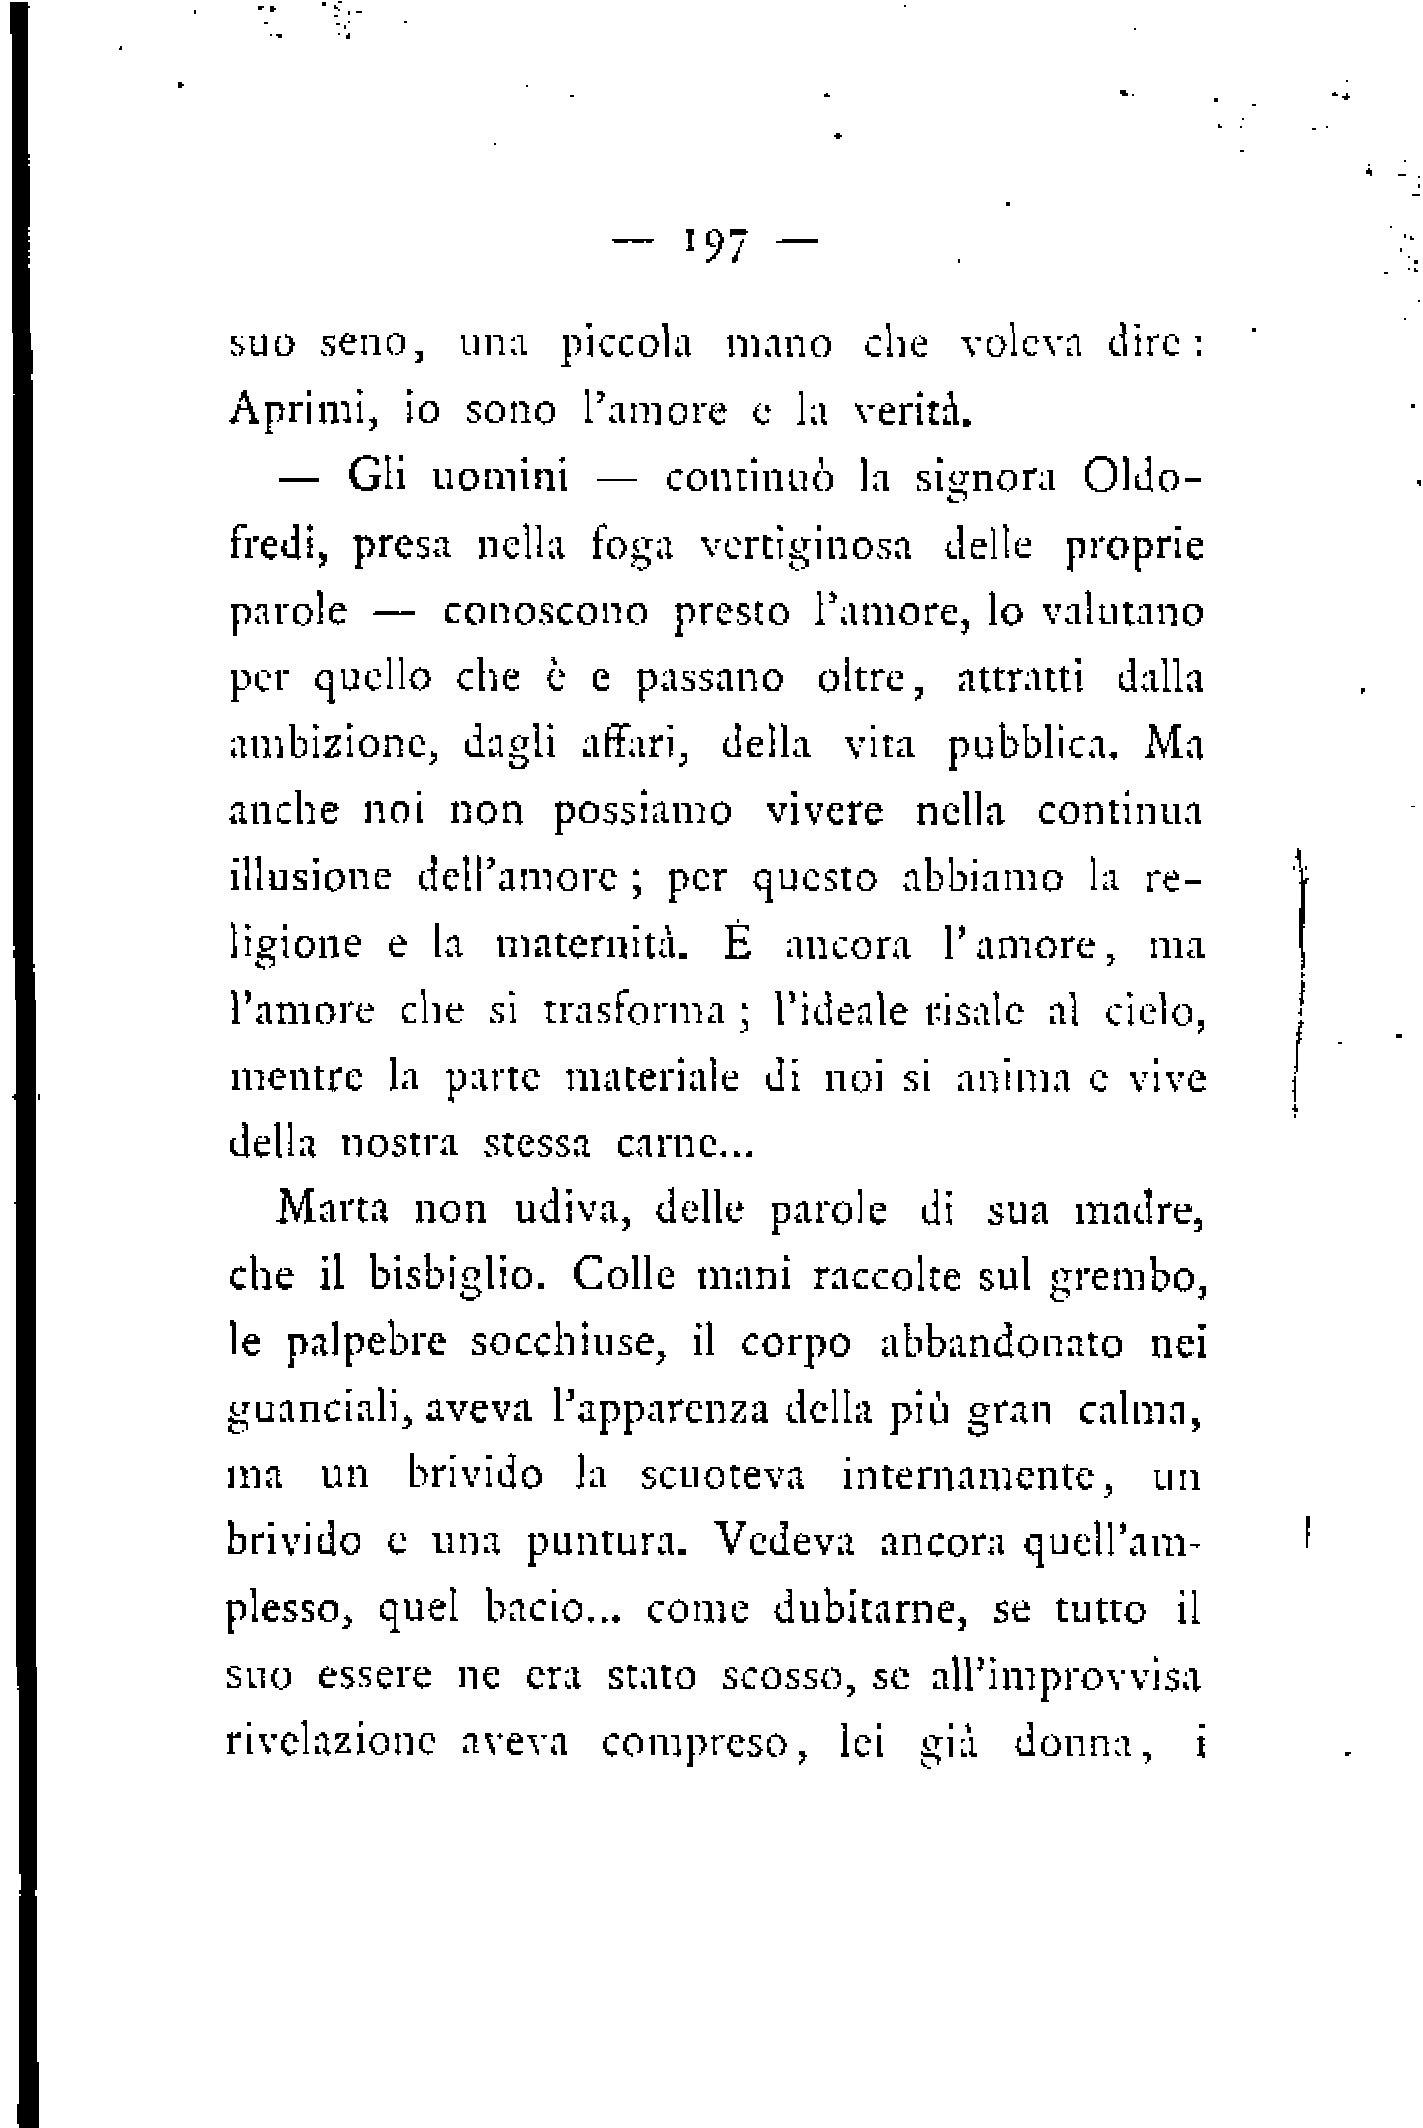 — 197 —
suo seno, una piccola mano che voleva dire:
Aprimi, io sono l'amore e la verità.
— Gli uomini — continuò la signora Oldo-
fredi, presa nella foga vertiginosa delle proprie
parole — conoscono presto l'amore, lo valutano
per quello che è e passano oltre, attratti dalla
ambizione, dagli affari, della vita pubblica. Ma
anche noi non possiamo vivere nella continua
illusione dell'amore; per questo abbiamo la re-
ligione e la maternità. È ancora l'amore, ma
l'amore che si trasforma; l'ideale risale al cielo,
mentre la parte materiale di noi si anima e vive
della nostra stessa carne...
Marta non udiva, delle parole di sua madre,
che il bisbiglio. Colle mani raccolte sul grembo,
le palpebre socchiuse, il corpo abbandonato nei
guanciali, aveva l'apparenza della più gran calma,
ma un brivido la scuoteva internamente, un
brivido e una puntura. Vedeva ancora quell'am-
plesso, quel bacio... come dubitarne, se tutto il
suo essere ne era stato scosso, se all'improvvisa
rivelazione aveva compreso, lei già donna, i